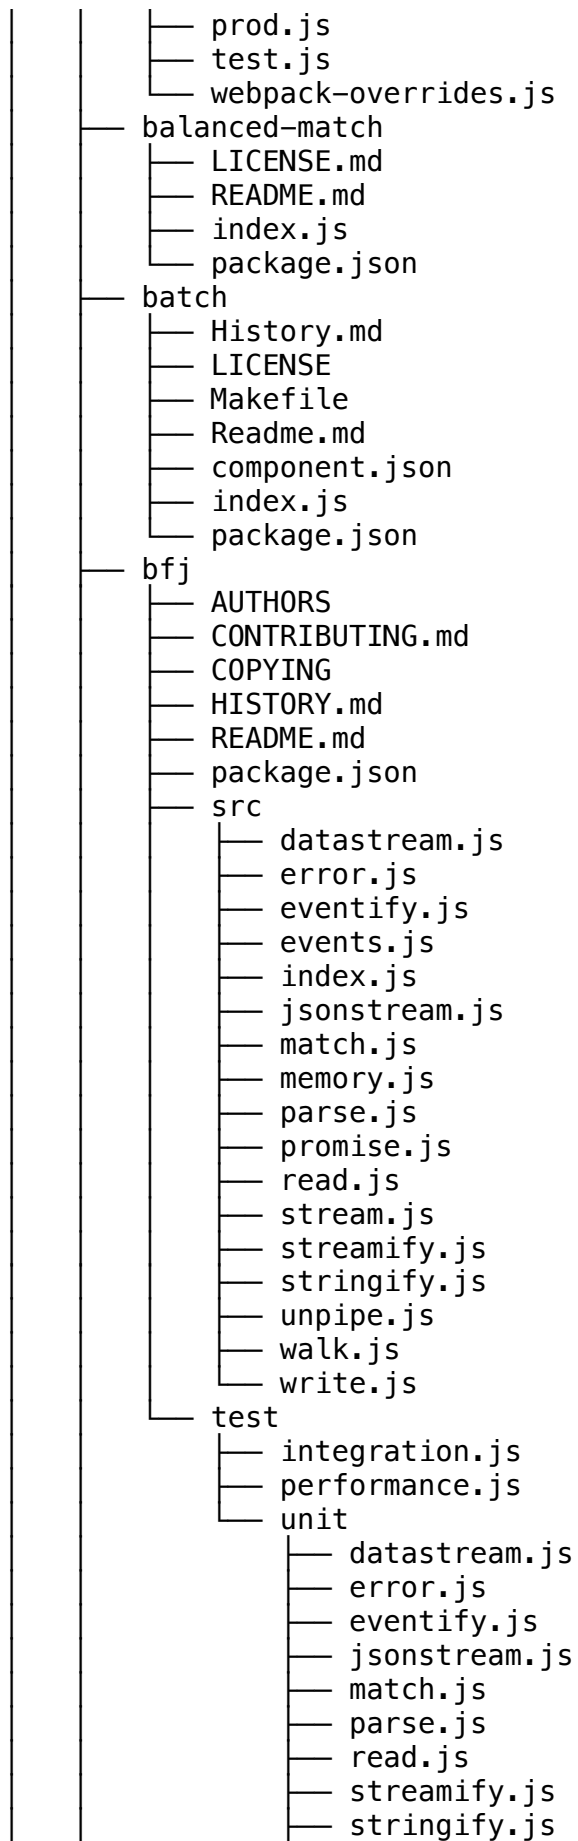 │   │   ├── prod.js
│   │   ├── test.js
│   │   └── webpack-overrides.js
│   ├── balanced-match
│   │   ├── LICENSE.md
│   │   ├── README.md
│   │   ├── index.js
│   │   └── package.json
│   ├── batch
│   │   ├── History.md
│   │   ├── LICENSE
│   │   ├── Makefile
│   │   ├── Readme.md
│   │   ├── component.json
│   │   ├── index.js
│   │   └── package.json
│   ├── bfj
│   │   ├── AUTHORS
│   │   ├── CONTRIBUTING.md
│   │   ├── COPYING
│   │   ├── HISTORY.md
│   │   ├── README.md
│   │   ├── package.json
│   │   ├── src
│   │   │   ├── datastream.js
│   │   │   ├── error.js
│   │   │   ├── eventify.js
│   │   │   ├── events.js
│   │   │   ├── index.js
│   │   │   ├── jsonstream.js
│   │   │   ├── match.js
│   │   │   ├── memory.js
│   │   │   ├── parse.js
│   │   │   ├── promise.js
│   │   │   ├── read.js
│   │   │   ├── stream.js
│   │   │   ├── streamify.js
│   │   │   ├── stringify.js
│   │   │   ├── unpipe.js
│   │   │   ├── walk.js
│   │   │   └── write.js
│   │   └── test
│   │       ├── integration.js
│   │       ├── performance.js
│   │       └── unit
│   │           ├── datastream.js
│   │           ├── error.js
│   │           ├── eventify.js
│   │           ├── jsonstream.js
│   │           ├── match.js
│   │           ├── parse.js
│   │           ├── read.js
│   │           ├── streamify.js
│   │           ├── stringify.js